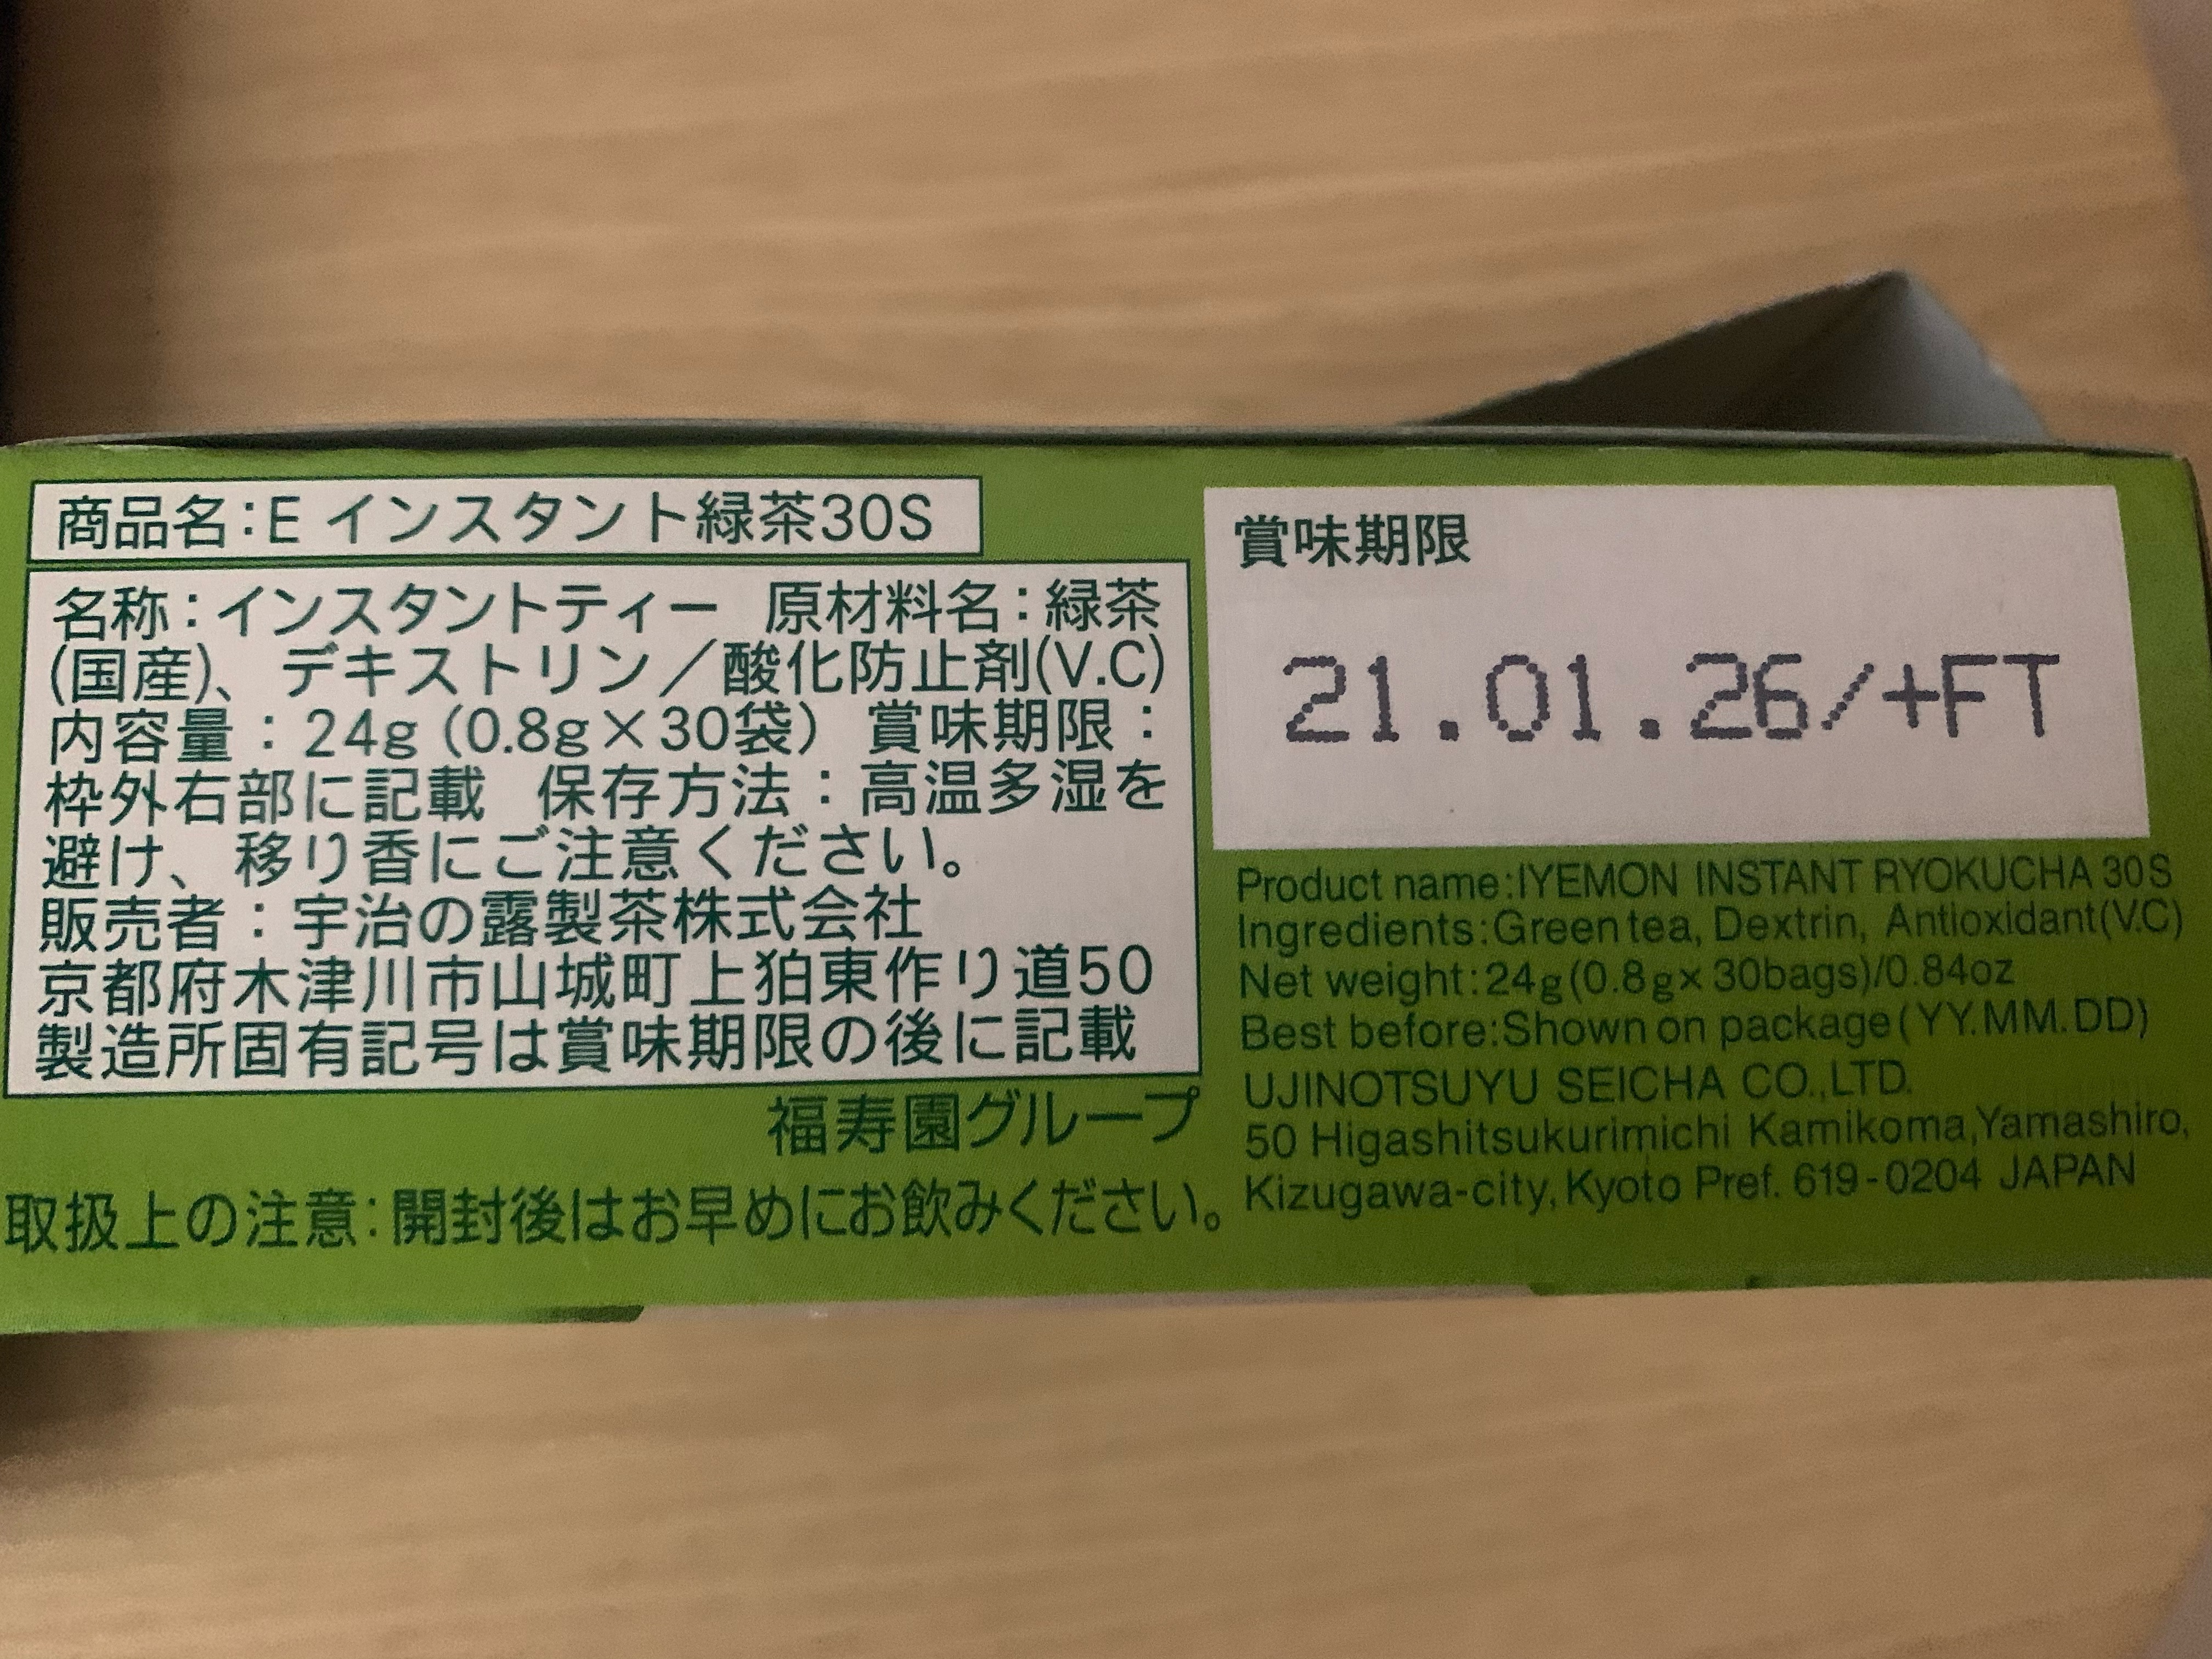 商品名:E インスタント緑茶30S
名称:インスタントティー 原材料名:緑茶
(国産)、デキストリン／酸化防止剤(V.C)
内容量：24g (0.8g×30袋) 賞味期限：
枠外右部に記載 保存方法：高温多湿を
避け、移り香にご注意ください。
販売者：宇治の露製茶株式会社
京都府木津川市山城町上狛東作り道50
製造所固有記号は賞味期限の後に記載
福寿園グループ
取扱上の注意:開封後はお早めにお飲みください。
賞味期限
21.01.26/+FT
Product name:IYEMON INSTANT RYOKUCHA 30S
Ingredients:Green tea, Dextrin, Antioxidant(V.C)
Net weight:24g(0.8g× 30bags)/0.84oz
Best before:Shown on package(YY.MM.DD)
UJINOTSUYU SEICHA CO.,LTD.
50 Higashitsukurimichi Kamikoma,Yamashiro,
Kizugawa-city, Kyoto Pref. 619-0204 JAPAN